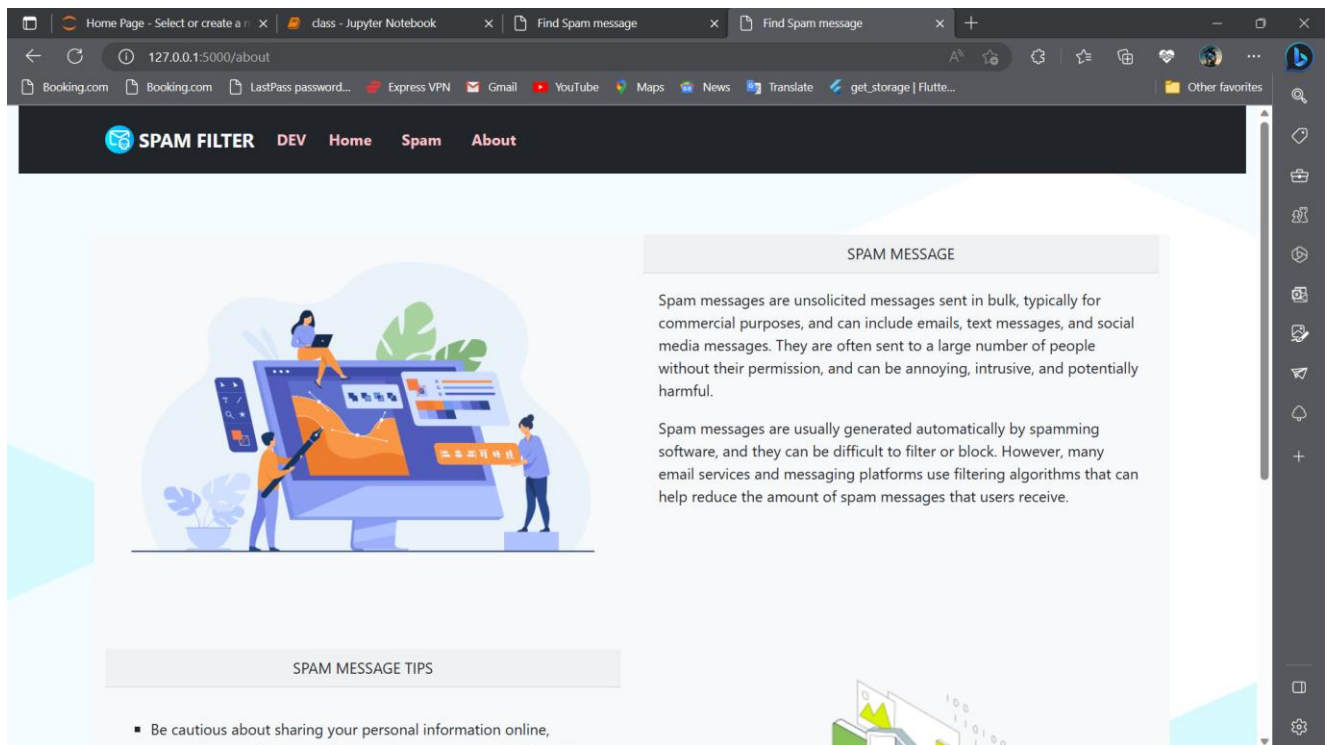 Home Page - Select or create a n
class - Jupyter Notebook
Find Spam message
Find Spam message
127.0.0.1:5000/about
Booking.com
Booking.com
LastPass password...
Express VPN
Gmail
YouTube
Maps
News
Translate
get_storage | Flutte...
Other favorites
SPAM FILTER DEV Home Spam About
SPAM MESSAGE
Spam messages are unsolicited messages sent in bulk, typically for
commercial purposes, and can include emails, text messages, and social
media messages. They are often sent to a large number of people
without their permission, and can be annoying, intrusive, and potentially
harmful.
Spam messages are usually generated automatically by spamming
software, and they can be difficult to filter or block. However, many
email services and messaging platforms use filtering algorithms that can
help reduce the amount of spam messages that users receive.
SPAM MESSAGE TIPS
Be cautious about sharing your personal information online,